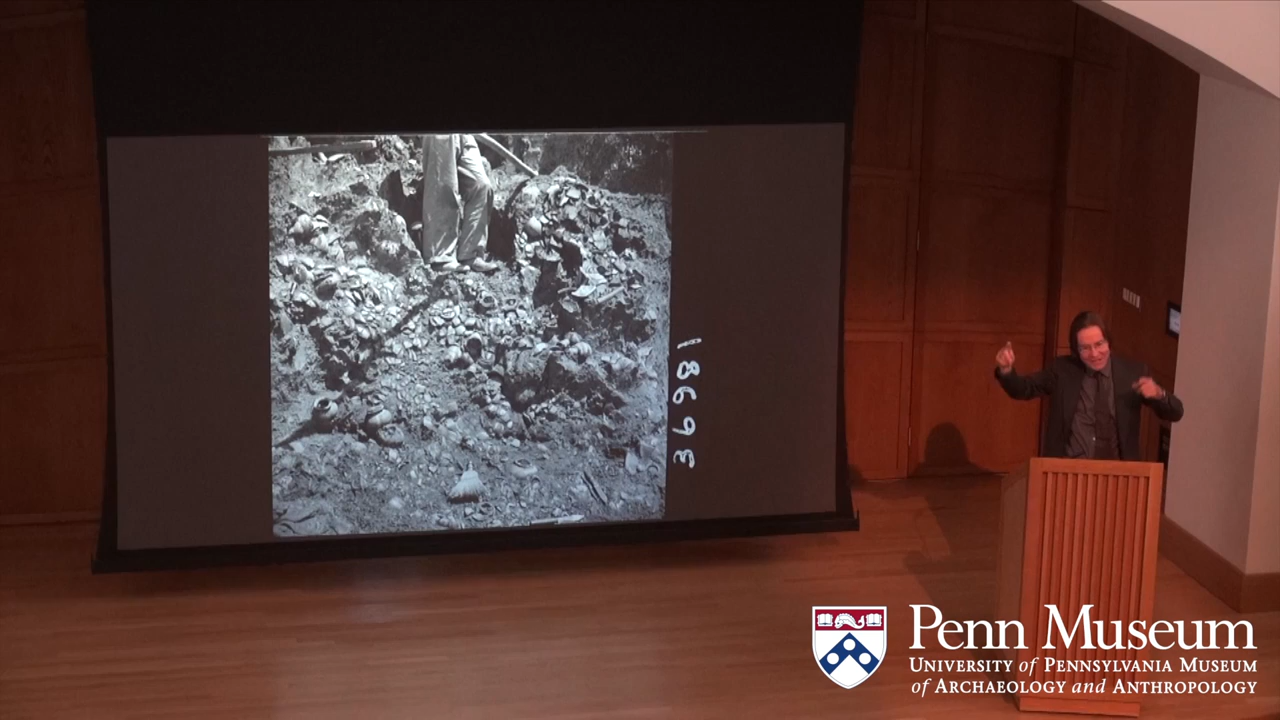 36981
Penn Museum
UNIVERSITY of PENNSYLVANIA MUSEUM
of ARCHAEOLOGY and ANTHROPOLOGY